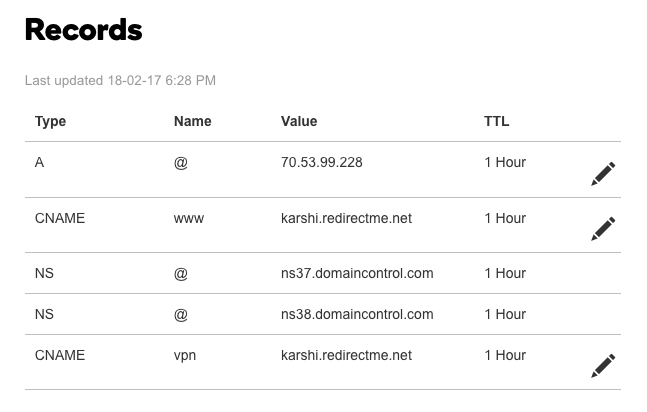 Records
Last updated 18-02-17 6:28 PM
Type Name Value TTL
A @ 70.53.99.228 1 Hour
CNAME www karshi.redirectme.net 1 Hour
NS @ ns37.domaincontrol.com 1 Hour
NS @ ns38.domaincontrol.com 1 Hour
CNAME vpn karshi.redirectme.net 1 Hour